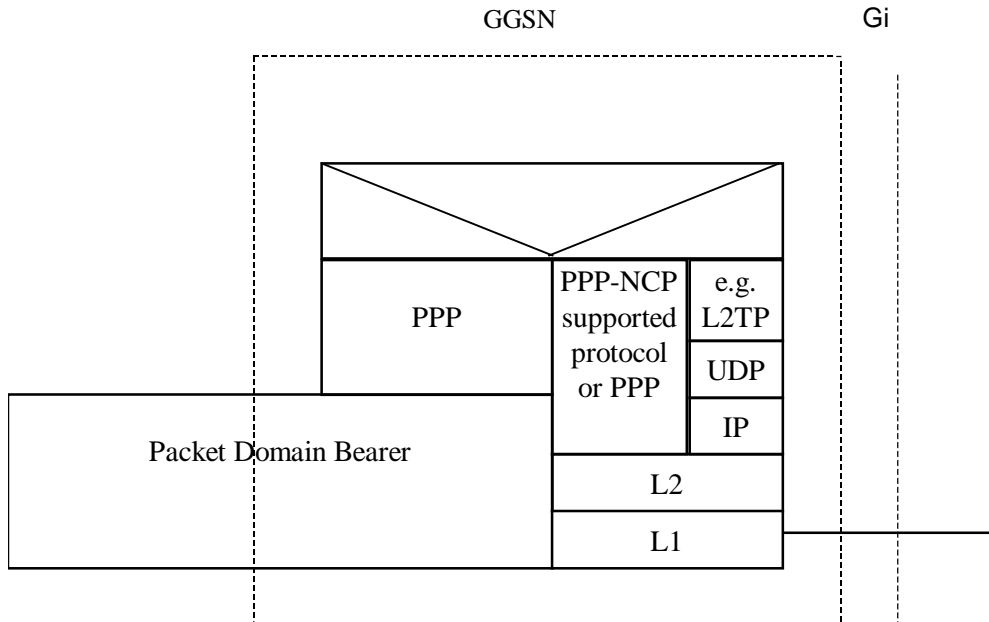 GGSN
Gi
PPP
PPP-NCP
supported
protocol
or PPP
e.g.
L2TP
UDP
IP
Packet Domain Bearer
L2
L1